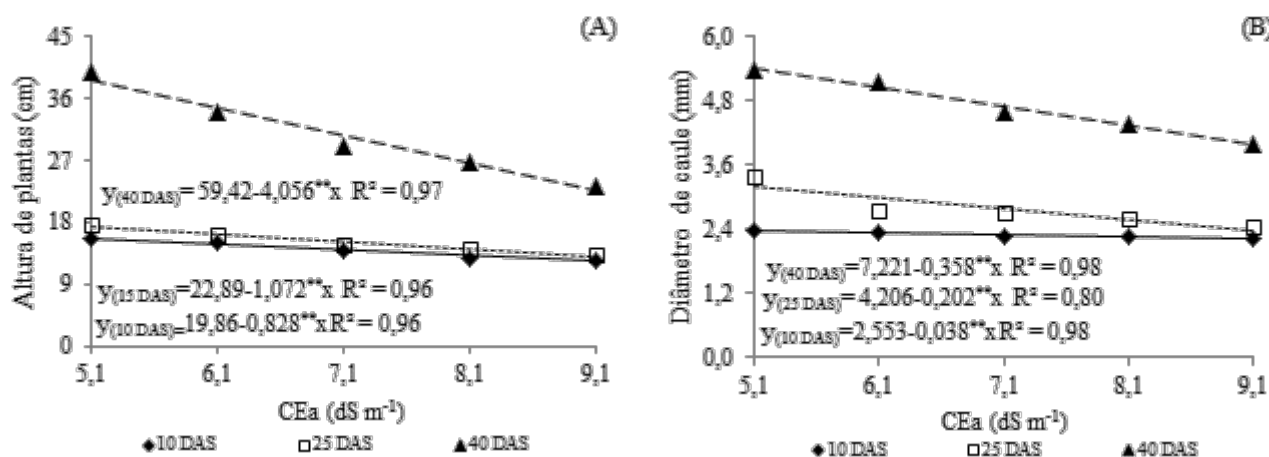 (A)
Altura de plantas (cm)
45
36
27
18
9
0
y(40 DAS)= 59,42-4,056**x R² = 0,97
y(15 DAS)= 22,89-1,072**x R² = 0,96
y(10 DAS)=19,86-0,828**x R² = 0,96
5,1 6,1 7,1 8,1 9,1
CEa (dS m-1)
10 DAS 25 DAS 40 DAS
(B)
Diâmetro de caule (mm)
6,0
4,8
3,6
2,4
1,2
0,0
y(40 DAS)=7,221-0,358**x R² = 0,98
y(25 DAS)=4,206-0,202**x R² = 0,80
y(10 DAS)=2,553-0,038**x R² = 0,98
5,1 6,1 7,1 8,1 9,1
CEa (dS m-1)
10 DAS 25 DAS 40 DAS